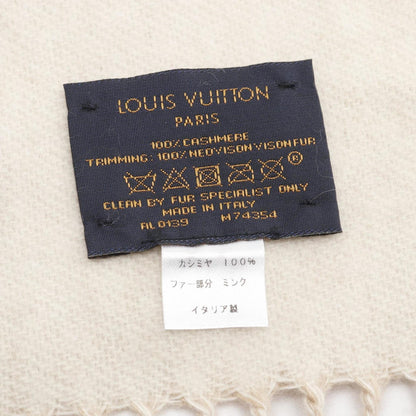 LOUIS VUITTON
PARIS
100% CASHMERE
TRIMMING: 100% NEOVISON VISON FUR
CLEAN BY FUR SPECIALIST ONLY
MADE IN ITALY
AL0139 M74354
カシミヤ 100%
ファー部分 ミンク
イタリア製